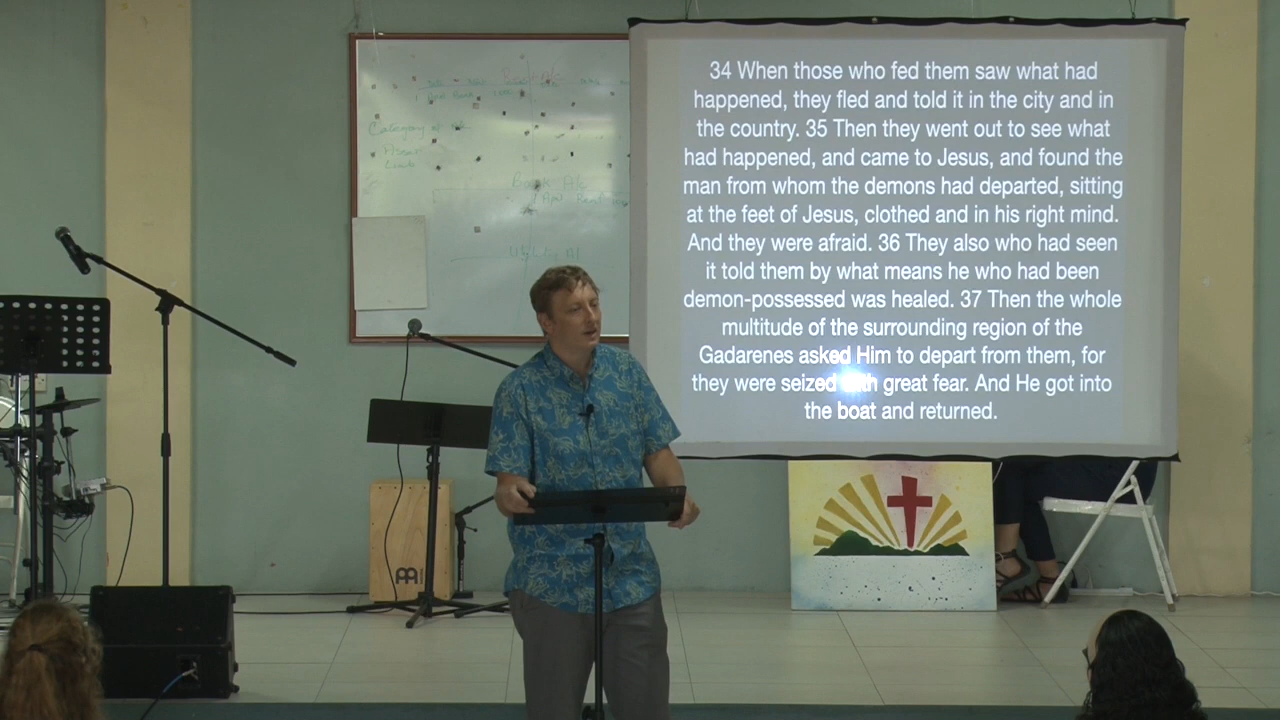 34 When those who fed them saw what had
happened, they fled and told it in the city and in
the country. 35 Then they went out to see what
had happened, and came to Jesus, and found the
man from whom the demons had departed, sitting
at the feet of Jesus, clothed and in his right mind.
And they were afraid. 36 They also who had seen
it told them by what means he who had been
demon-possessed was healed. 37 Then the whole
multitude of the surrounding region of the
Gadarenes asked Him to depart from them, for
they were seized with great fear. And He got into
the boat and returned.
Category of
MEINL